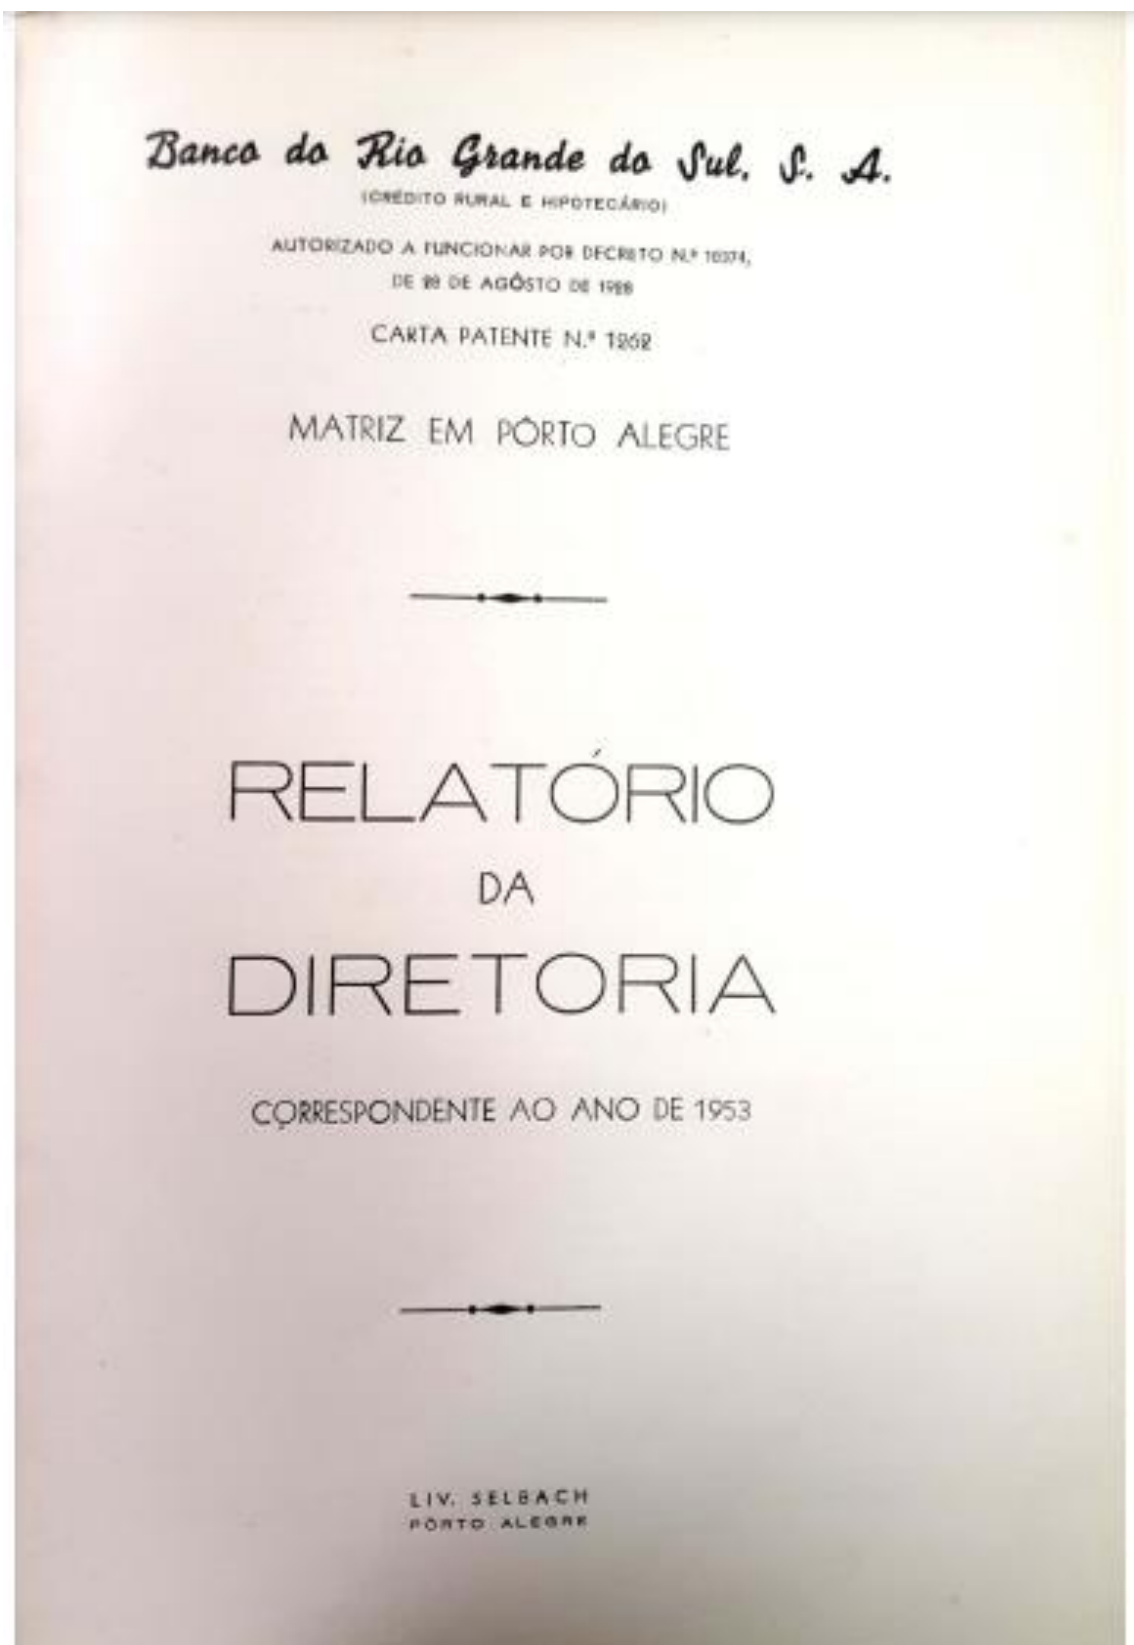 Banco do Rio Grande do Sul, S. A.
(CRÉDITO RURAL E HIPOTECÁRIO)
AUTORIZADO A FUNCIONAR POR DECRETO N.º
DE AGÔSTO DE
CARTA PATENTE N.º 1262
MATRIZ EM PÔRTO ALEGRE
RELATÓRIO
DA
DIRETORIA
CORRESPONDENTE AO ANO DE 1953
LIV. SELBACH
PÔRTO ALEGRE